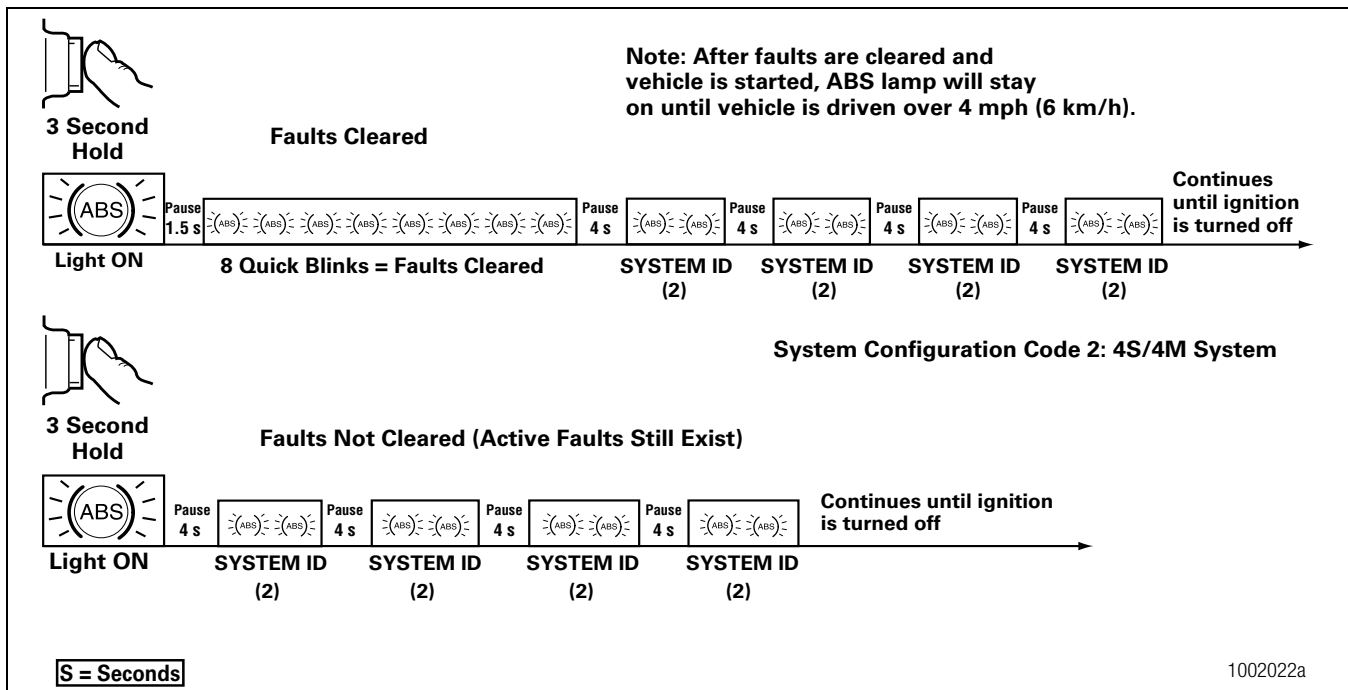 Note: After faults are cleared and
vehicle is started, ABS lamp will stay
on until vehicle is driven over 4 mph (6 km/h).
3 Second
Hold
Faults Cleared
ABS
Light ON
Pause
1.5 s
ABS ABS ABS ABS ABS ABS ABS ABS
8 Quick Blinks = Faults Cleared
Pause
4 s
ABS ABS
SYSTEM ID
(2)
Pause
4 s
ABS ABS
SYSTEM ID
(2)
Pause
4 s
ABS ABS
SYSTEM ID
(2)
Pause
4 s
ABS ABS
SYSTEM ID
(2)
Continues
until ignition
is turned off
System Configuration Code 2: 4S/4M System
3 Second
Hold
Faults Not Cleared (Active Faults Still Exist)
ABS
Light ON
Pause
4 s
ABS ABS
SYSTEM ID
(2)
Pause
4 s
ABS ABS
SYSTEM ID
(2)
Pause
4 s
ABS ABS
SYSTEM ID
(2)
Pause
4 s
ABS ABS
SYSTEM ID
(2)
Continues until ignition
is turned off
S = Seconds
1002022a